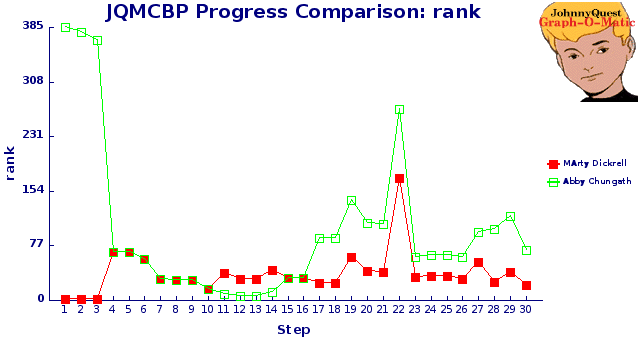 JQMCBP Progress Comparison: rank
JohnnyQuest
Graph-O-Matic
385
308
231
154
77
0
rank
1 2 3 4 5 6 7 8 9 10 11 12 13 14 15 16 17 18 19 20 21 22 23 24 25 26 27 28 29 30
Step
MArty Dickrell
Abby Chungath